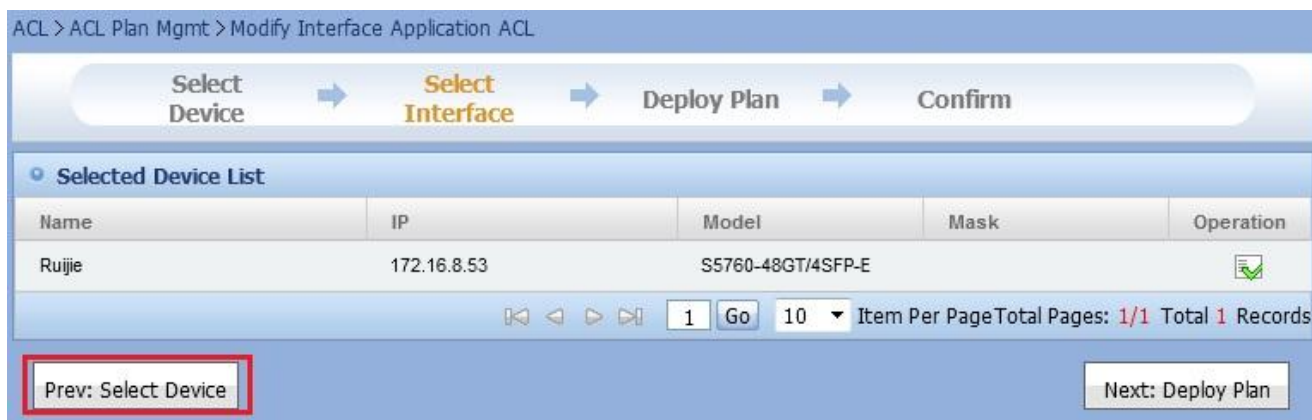 ACL > ACL Plan Mgmt > Modify Interface Application ACL
Select Device
Select Interface
Deploy Plan
Confirm
Selected Device List
Name IP Model Mask Operation
Ruijie 172.16.8.53 S5760-48GT/4SFP-E
1 Go 10 Item Per PageTotal Pages: 1/1 Total 1 Records
Prev: Select Device Next: Deploy Plan